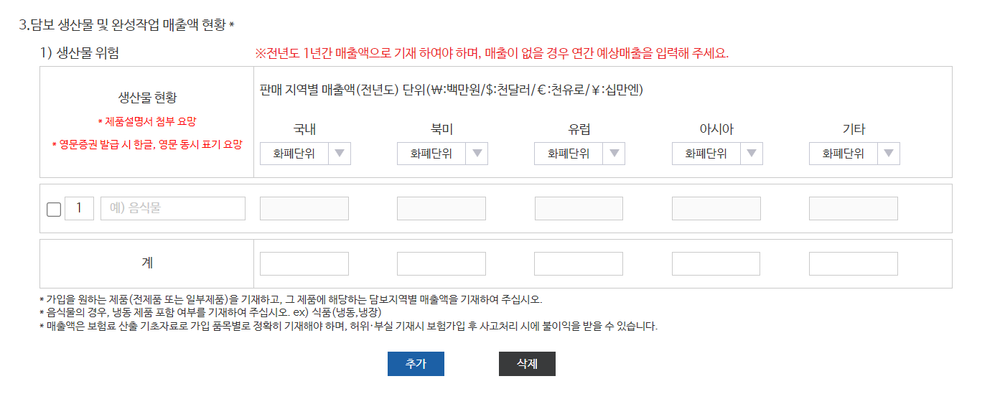 3.담보 생산물 및 완성작업 매출액 현황 *
1) 생산물 위험
※전년도 1년간 매출액으로 기재 하여야 하며, 매출이 없을 경우 연간 예상매출을 입력해 주세요.
생산물 현황
* 제품설명서 첨부 요망
* 영문증권 발급 시 한글, 영문 동시 표기 요망
판매 지역별 매출액(전년도) 단위(₩:백만원/$:천달러/€:천유로/¥:십만엔)
국내 북미 유럽 아시아 기타
화폐단위 화폐단위 화폐단위 화폐단위 화폐단위
1 예) 음식물
계
* 가입을 원하는 제품(전제품 또는 일부제품)을 기재하고, 그 제품에 해당하는 담보지역별 매출액을 기재하여 주십시오.
* 음식물의 경우, 냉동 제품 포함 여부를 기재하여 주십시오. ex) 식품(냉동,냉장)
* 매출액은 보험료 산출 기초자료로 가입 품목별로 정확히 기재해야 하며, 허위·부실 기재시 보험가입 후 사고처리 시에 불이익을 받을 수 있습니다.
추가 삭제